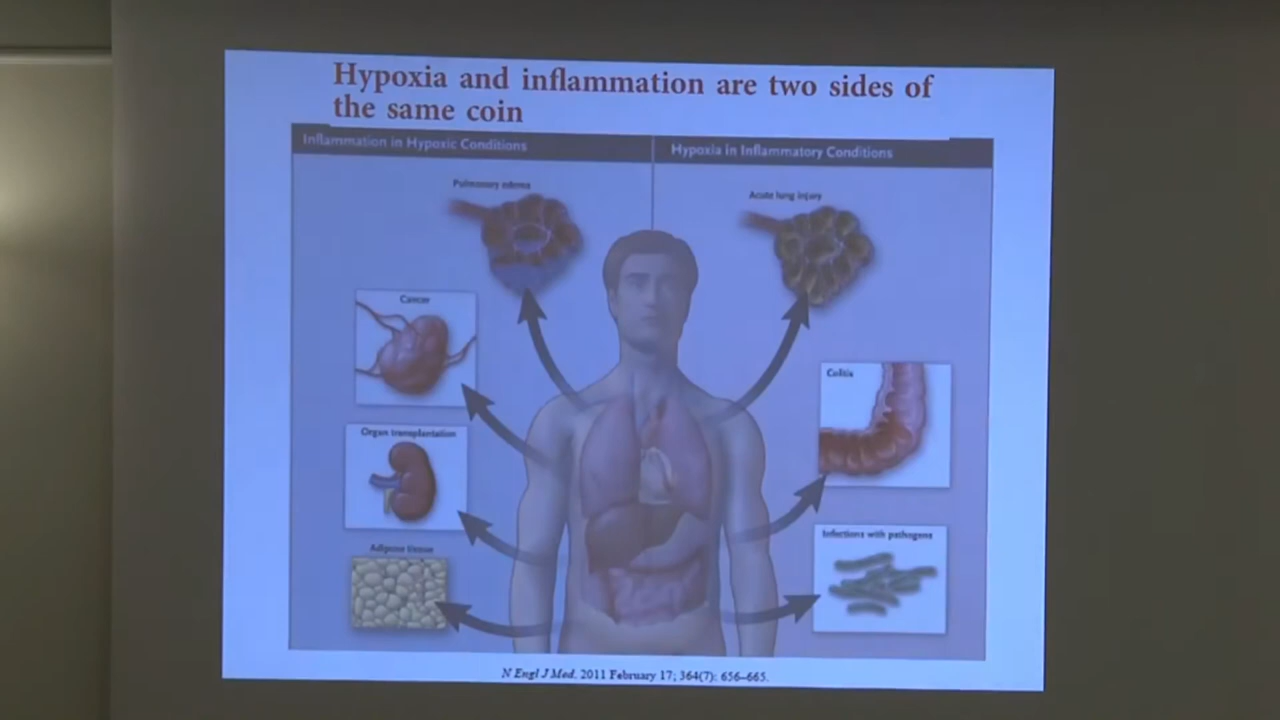 Hypoxia and inflammation are two sides of
the same coin
Inflammation in Hypoxic Conditions
Hypoxia in Inflammatory Conditions
Pulmonary edema
Acute lung injury
Cancer
Colitis
Organ transplantation
Infections with pathogens
Adipose tissue
N Engl J Med. 2011 February 17; 364(7): 656–665.